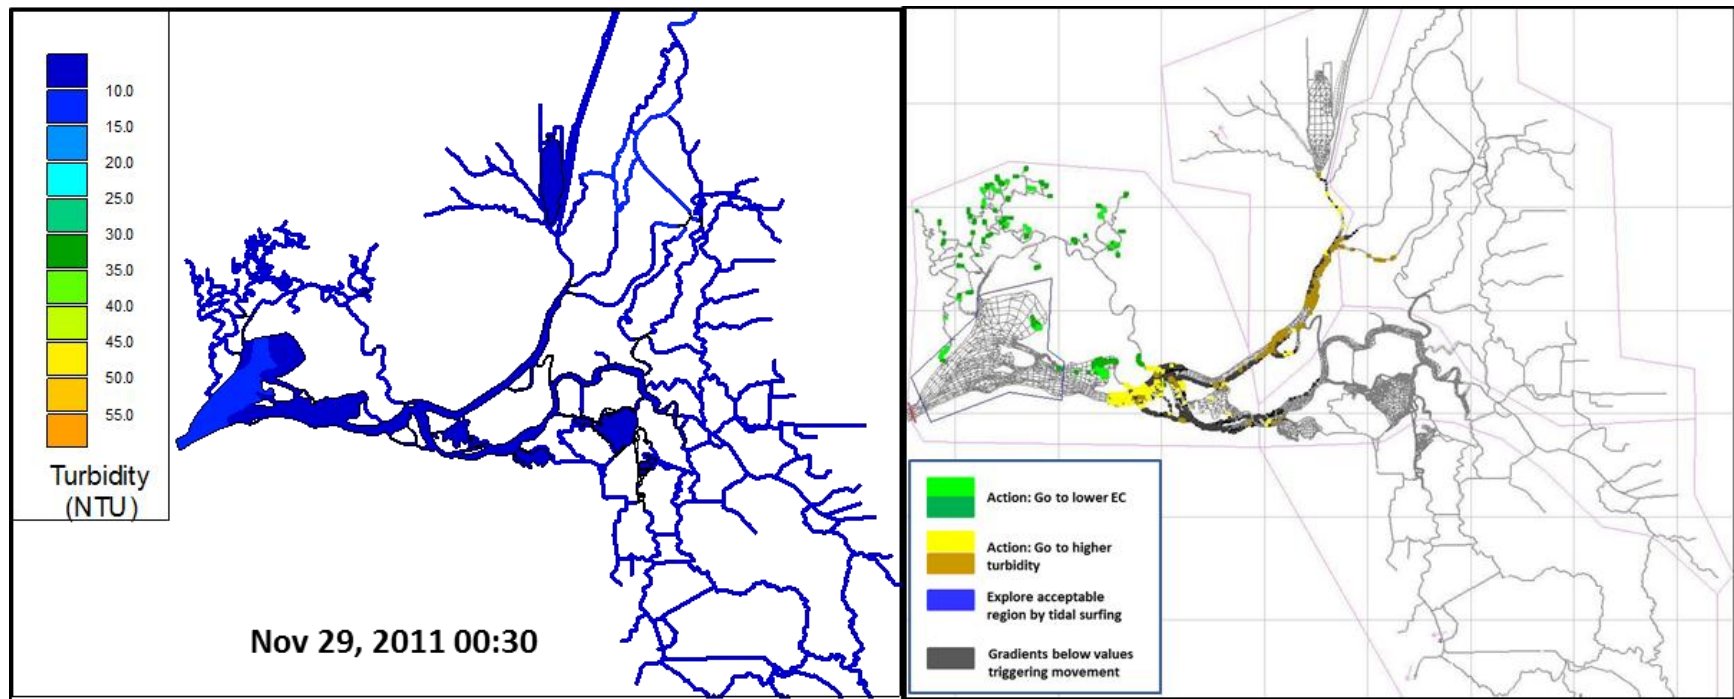 10.0
15.0
20.0
25.0
30.0
35.0
40.0
45.0
50.0
55.0
Turbidity
(NTU)
Nov 29, 2011 00:30
Action: Go to lower EC
Action: Go to higher
turbidity
Explore acceptable
region by tidal surfing
Gradients below values
triggering movement